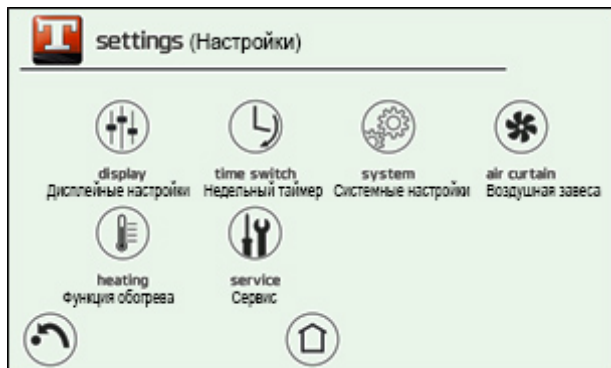 T settings (Настройки)
display time switch system air curtain
Дисплейные настройки Недельный таймер Системные настройки Воздушная завеса
heating service
Функция обогрева Сервис